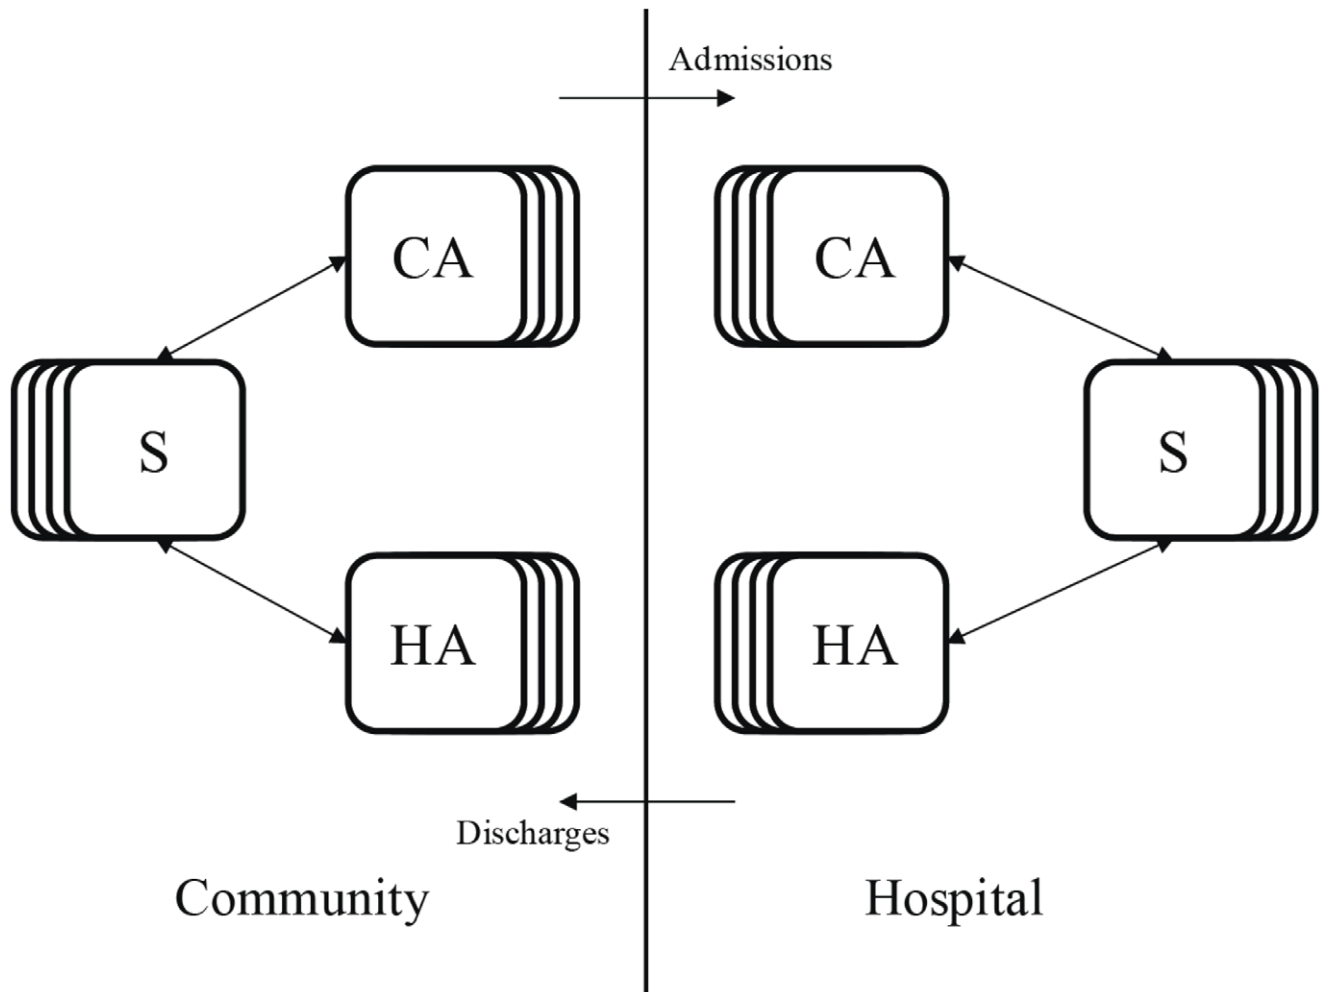 Admissions
CA
CA
S
S
HA
HA
Discharges
Community
Hospital